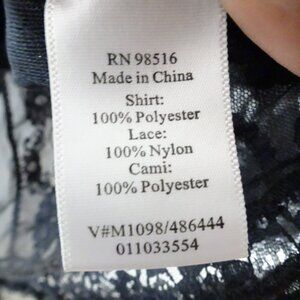 RN 98516
Made in China
Shirt:
100% Polyester
Lace:
100% Nylon
Cami:
100% Polyester
V#M1098/486444
011033554